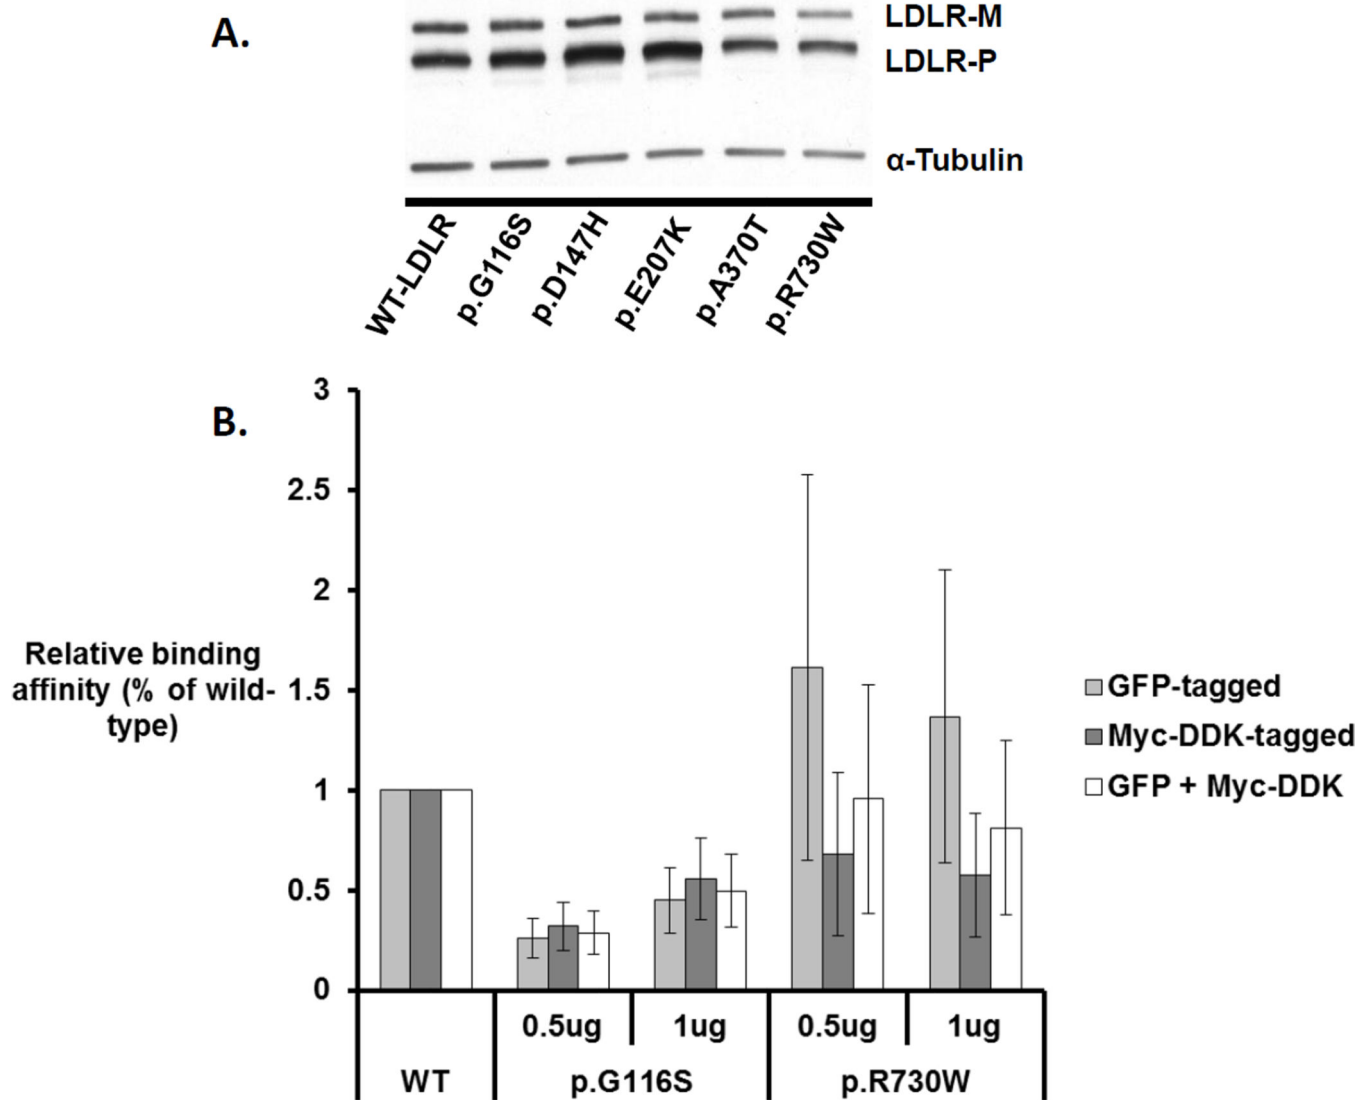 A.
LDLR-M
LDLR-P
α-Tubulin
WT-LDLR
p.G116S
p.D147H
p.E207K
p.A370T
p.R730W
B.
3
2.5
2
1.5
1
0.5
0
Relative binding
affinity (% of wild-
type)
GFP-tagged
Myc-DDK-tagged
GFP + Myc-DDK
0.5ug
1ug
0.5ug
1ug
WT
p.G116S
p.R730W